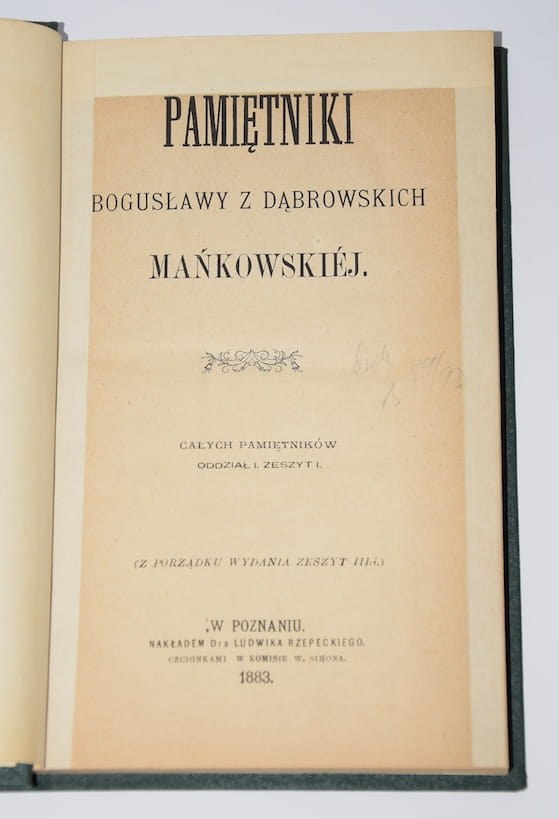 PAMIĘTNIKI
BOGUSŁAWY Z DĄBROWSKICH
MAŃKOWSKIÉJ.
CAŁYCH PAMIĘTNIKÓW
ODDZIAŁ I. ZESZYT I.
(Z PORZĄDKU WYDANIA ZESZYT
W POZNANIU.
NAKŁADEM Dra LUDWIKA RZEPECKIEGO.
CZCIONKAMI W KOMISIE W. SIMONA.
1883.